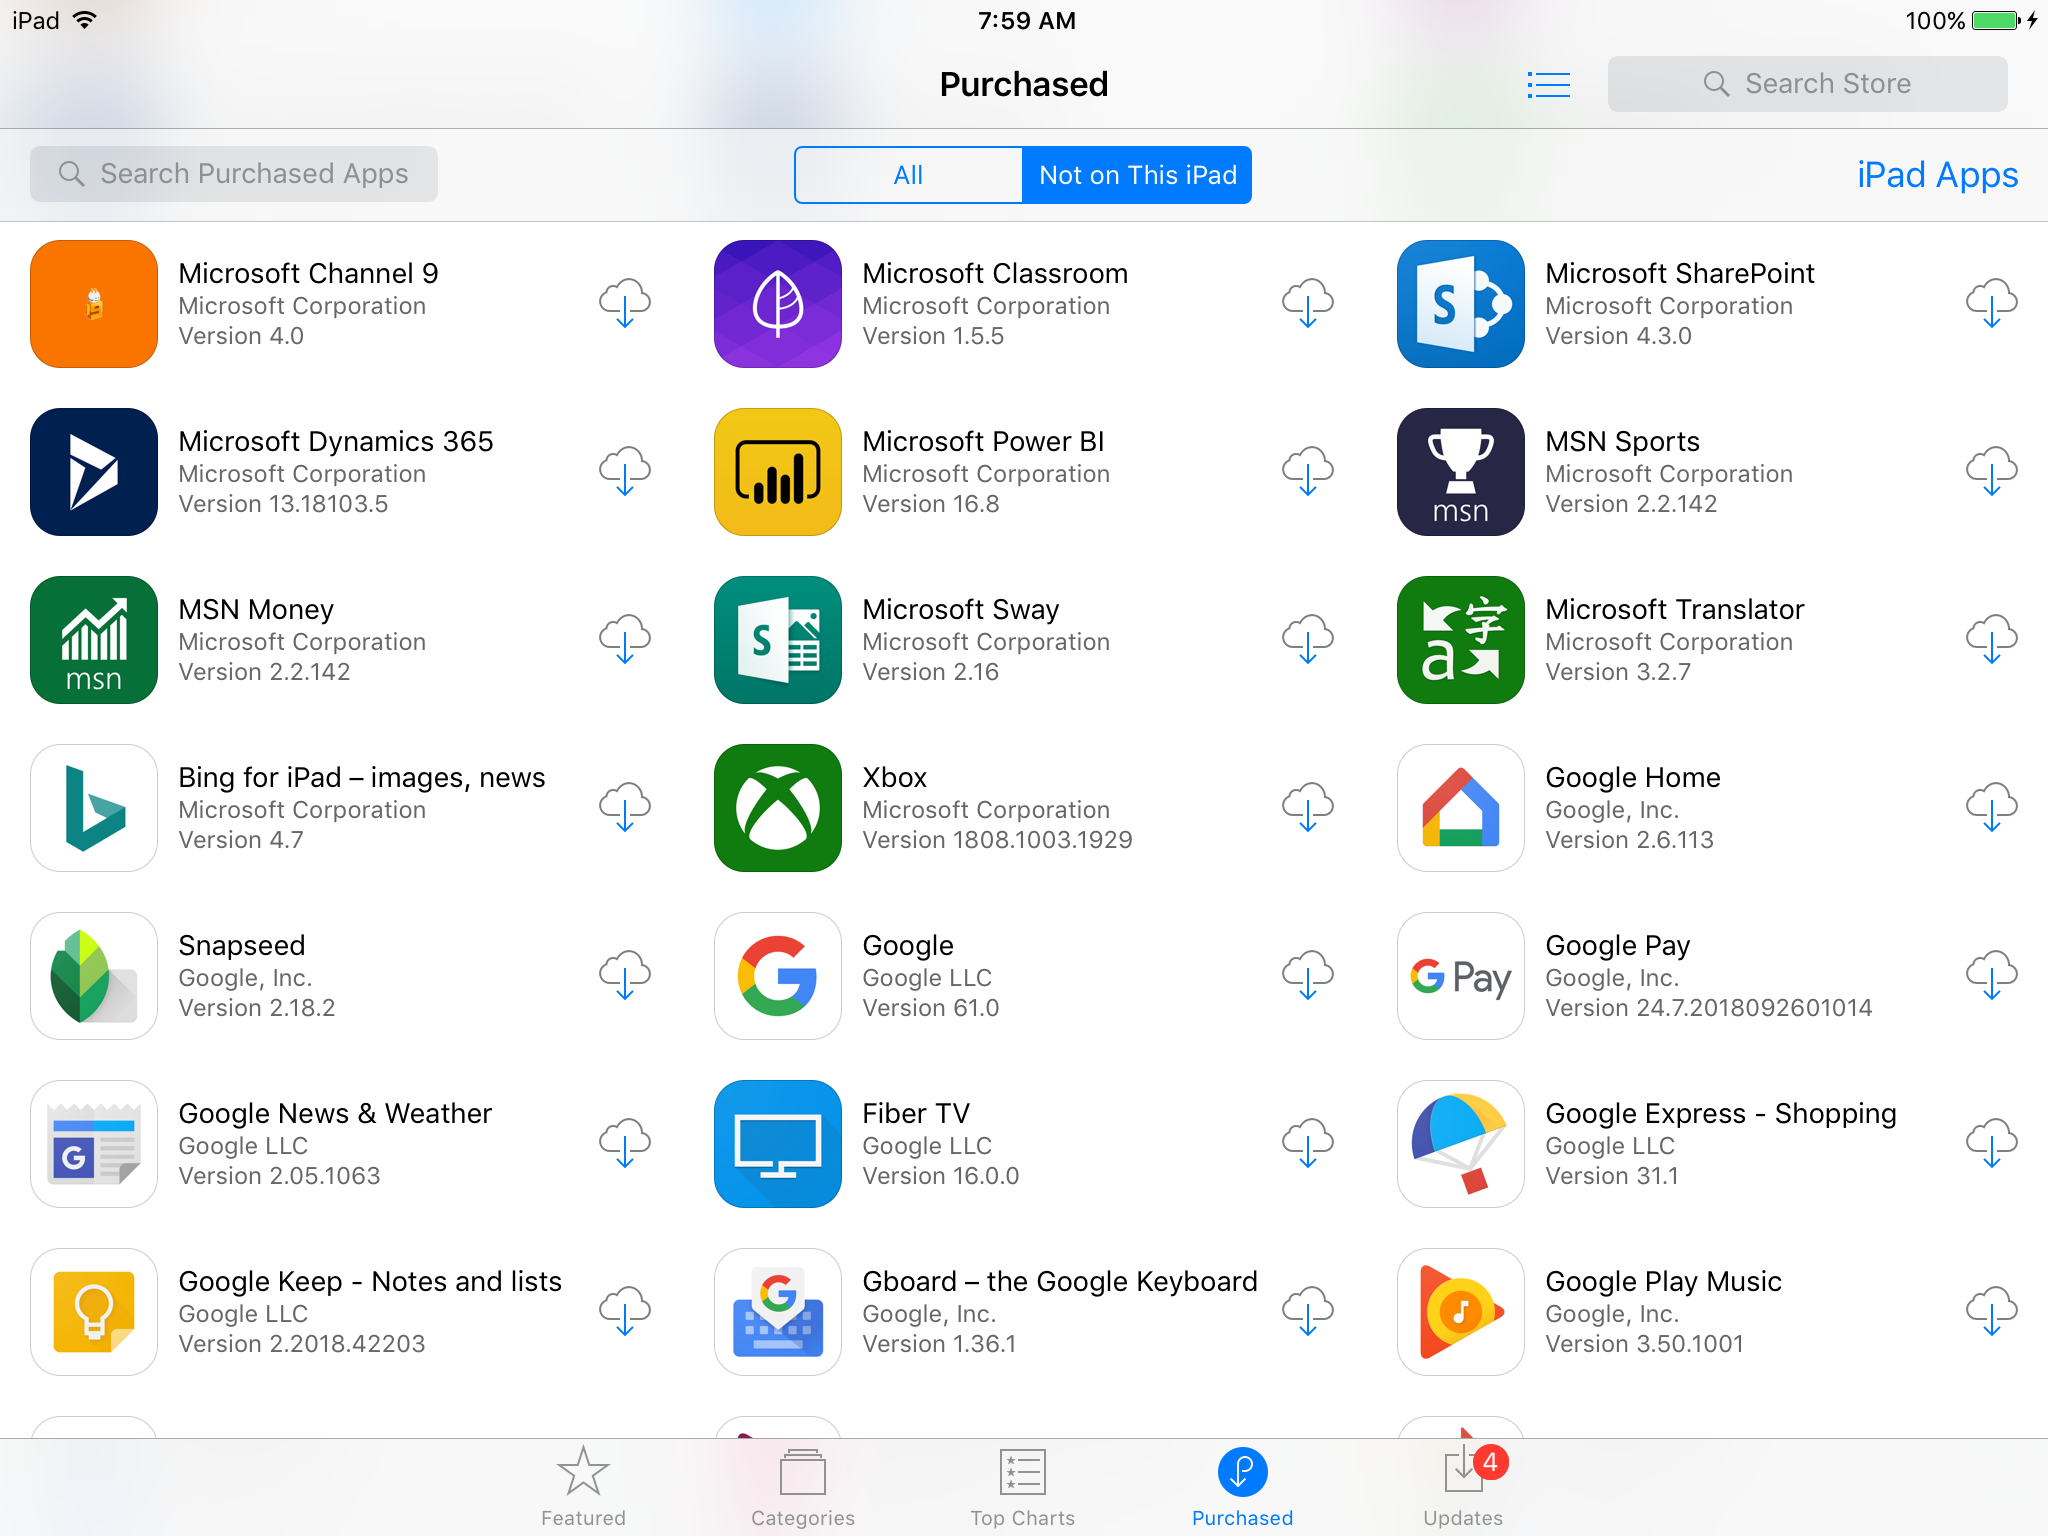 iPad
7:59 AM
100%
Purchased
Search Store
Search Purchased Apps
All
Not on This iPad
iPad Apps
Microsoft Channel 9
Microsoft Corporation
Version 4.0
Microsoft Classroom
Microsoft Corporation
Version 1.5.5
S
Microsoft SharePoint
Microsoft Corporation
Version 4.3.0
Microsoft Dynamics 365
Microsoft Corporation
Version 13.18103.5
Microsoft Power BI
Microsoft Corporation
Version 16.8
msn
MSN Sports
Microsoft Corporation
Version 2.2.142
msn
MSN Money
Microsoft Corporation
Version 2.2.142
S
Microsoft Sway
Microsoft Corporation
Version 2.16
字
a
Microsoft Translator
Microsoft Corporation
Version 3.2.7
Bing for iPad – images, news
Microsoft Corporation
Version 4.7
Xbox
Microsoft Corporation
Version 1808.1003.1929
Google Home
Google, Inc.
Version 2.6.113
Snapseed
Google, Inc.
Version 2.18.2
G
Google
Google LLC
Version 61.0
G Pay
Google Pay
Google, Inc.
Version 24.7.2018092601014
G
Google News & Weather
Google LLC
Version 2.05.1063
Fiber TV
Google LLC
Version 16.0.0
Google Express - Shopping
Google LLC
Version 31.1
Google Keep - Notes and lists
Google LLC
Version 2.2018.42203
G
Gboard – the Google Keyboard
Google, Inc.
Version 1.36.1
Google Play Music
Google, Inc.
Version 3.50.1001
Featured
Categories
Top Charts
Purchased
4
Updates